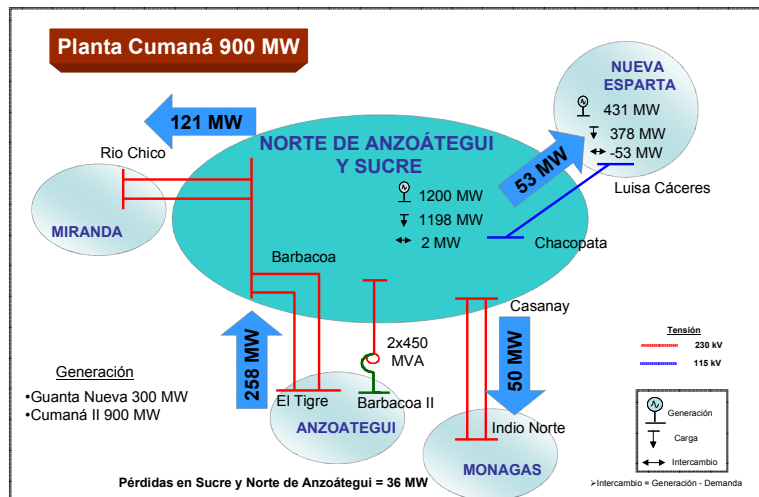 Planta Cumaná 900 MW
NUEVA
ESPARTA
431 MW
378 MW
-53 MW
121 MW
NORTE DE ANZOÁTEGUI
Y SUCRE
53 MW
Rio Chico
Luisa Cáceres
1200 MW
1198 MW
2 MW
MIRANDA
Chacopata
Barbacoa
Casanay
258 MW
2x450
MVA
50 MW
Tensión
230 kV
115 kV
Generación
•Guanta Nueva 300 MW
•Cumaná II 900 MW
El Tigre
Barbacoa II
ANZOATEGUI
Indio Norte
MONAGAS
Generación
Carga
Intercambio
Pérdidas en Sucre y Norte de Anzoategui = 36 MW
➢Intercambio = Generación - Demanda